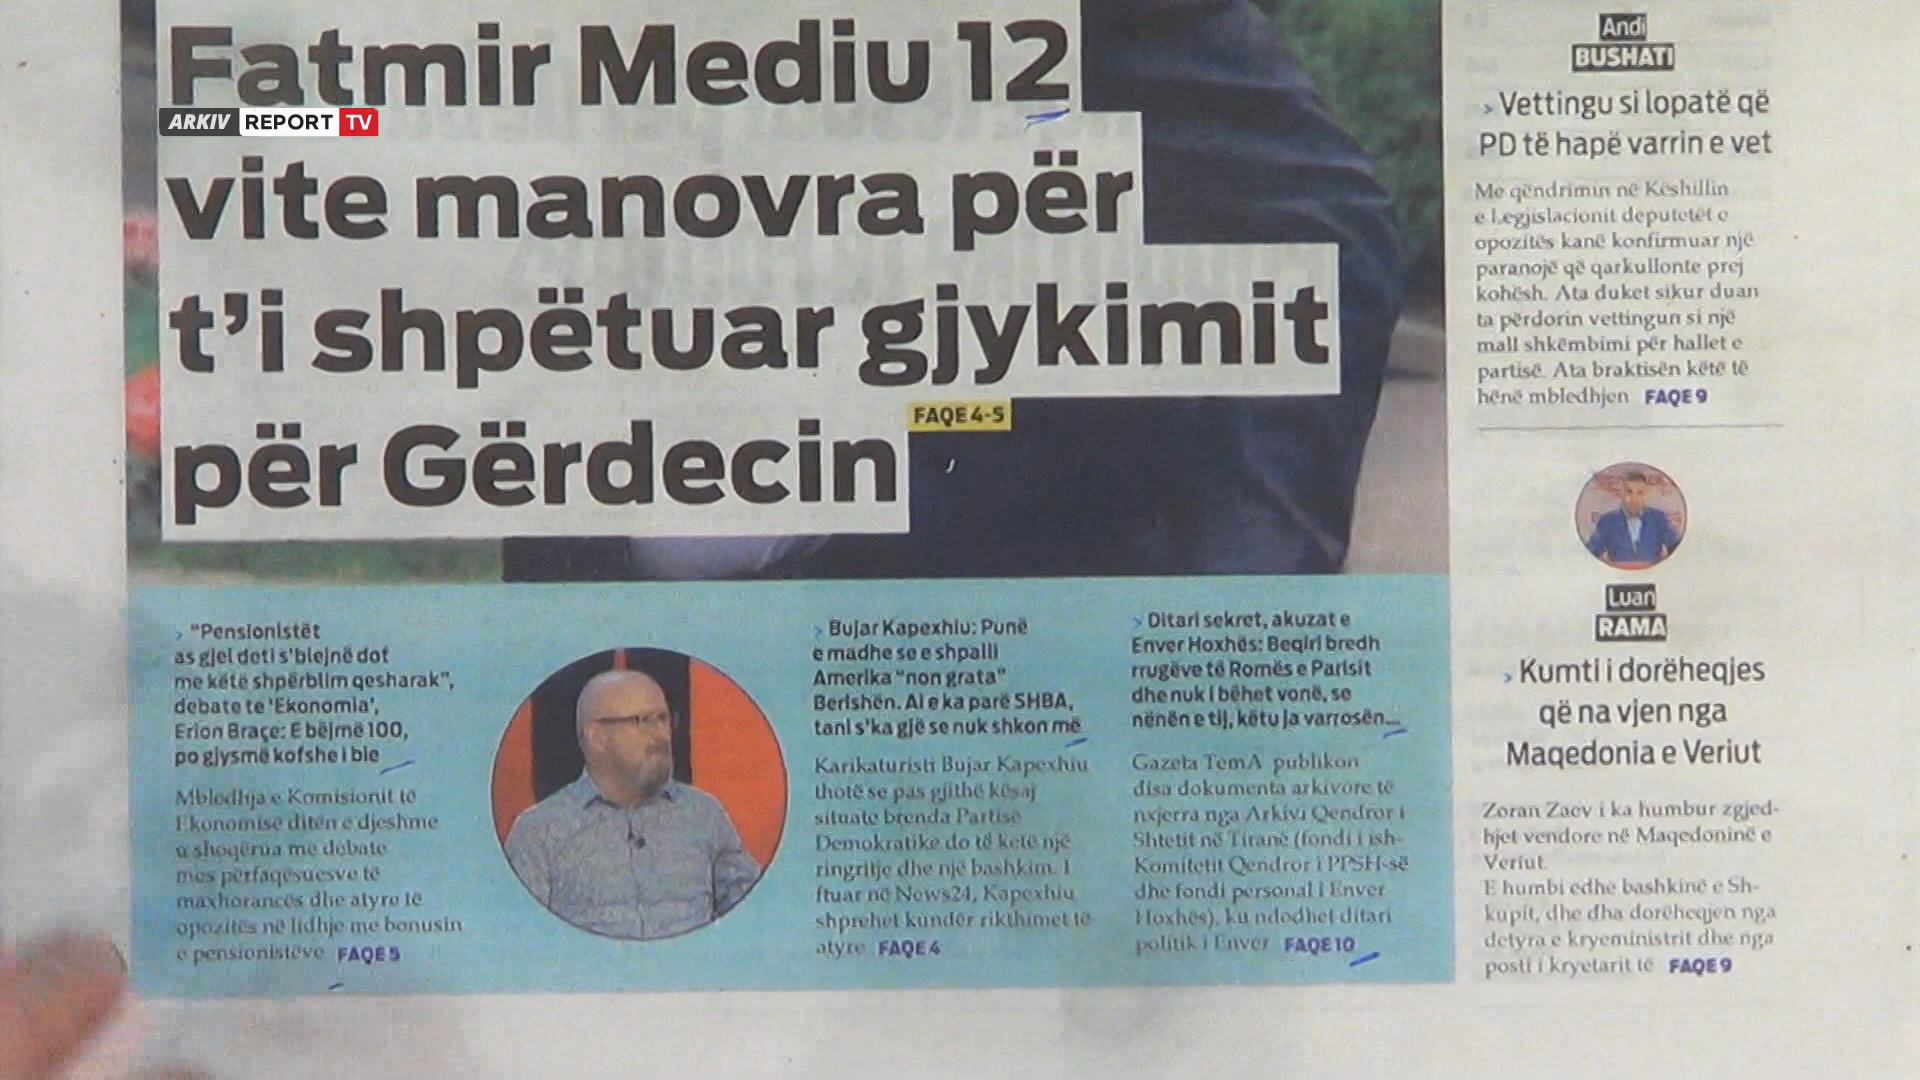 Fatmir Mediu 12
vite manovra për
t'i shpëtuar gjykimit
për Gërdecin
FAQE 4-5
ARKIV REPORT TV
› "Pensionistët
as gjel deti s'blejnë dot
me këtë shpërblim qesharak",
debate te 'Ekonomia',
Erion Braçe: E bëjmë 100,
po gjysmë kofshe i bie
Mbledhja e Komisionit të
Ekonomisë ditën e djeshme
u shoqërua me debate
mes përfaqësuesve të
maxhorancës dhe atyre të
opozitës në lidhje me bonusin
e pensionistëve FAQE 5
› Bujar Kapexhiu: Punë
e madhe se e shpalli
Amerika "non grata"
Berishën. Ai e ka parë SHBA,
tani s'ka gjë se nuk shkon më
Karikaturisti Bujar Kapexhiu
thotë se pas gjithë kësaj
situate brenda Partisë
Demokratike do të ketë një
ringritje dhe një bashkim. I
ftuar në News24, Kapexhiu
shprehet kundër rikthimet të
atyre FAQE 4
› Ditari sekret, akuzat e
Enver Hoxhës: Beqiri bredh
rrugëve të Romës e Parisit
dhe nuk i bëhet vonë, se
nënën e tij, këtu ja varrosën...
Gazeta TemA publikon
disa dokumenta arkivore të
nxjerra nga Arkivi Qendror i
Shtetit në Tiranë (fondi i ish-
Komitetit Qendror i PPSH-së
dhe fondi personal i Enver
Hoxhës), ku ndodhet ditari
politik i Enver FAQE 10
Andi
BUSHATI
› Vettingu si lopatë që
PD të hapë varrin e vet
Me qëndrimin në Këshillin
e Legjislacionit deputetët e
opozitës kanë konfirmuar një
paranojë që qarkullonte prej
kohësh. Ata duket sikur duan
ta përdorin vettingun si një
mall shkëmbimi për hallet e
partisë. Ata braktisën këtë të
hënë mbledhjen FAQE 9
Luan
RAMA
› Kumti i dorëheqjes
që na vjen nga
Maqedonia e Veriut
Zoran Zaev i ka humbur zgjed-
hjet vendore në Maqedoninë e
Veriut.
E humbi edhe bashkinë e Sh-
kupit, dhe dha dorëheqjen nga
detyra e kryeministrit dhe nga
posti i kryetarit të FAQE 9